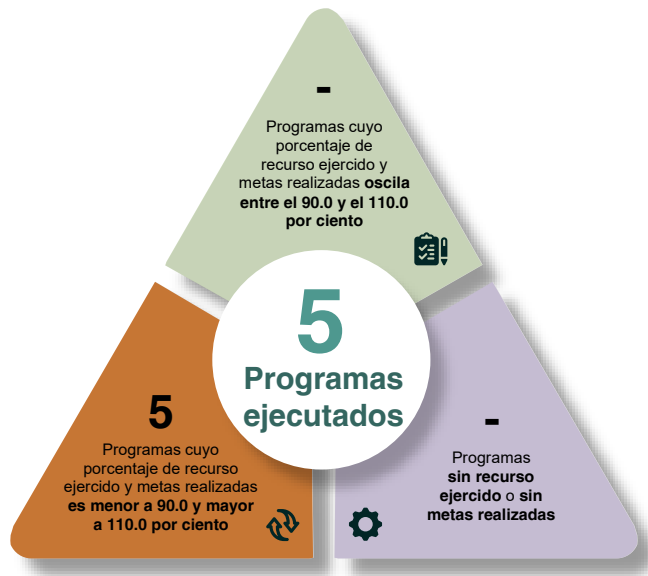 -
Programas cuyo
porcentaje de
recurso ejercido y
metas realizadas oscila
entre el 90.0 y el 110.0
por ciento
5
Programas
ejecutados
5
Programas cuyo
porcentaje de recurso
ejercido y metas realizadas
es menor a 90.0 y mayor
a 110.0 por ciento
-
Programas
sin recurso
ejercido o sin
metas realizadas